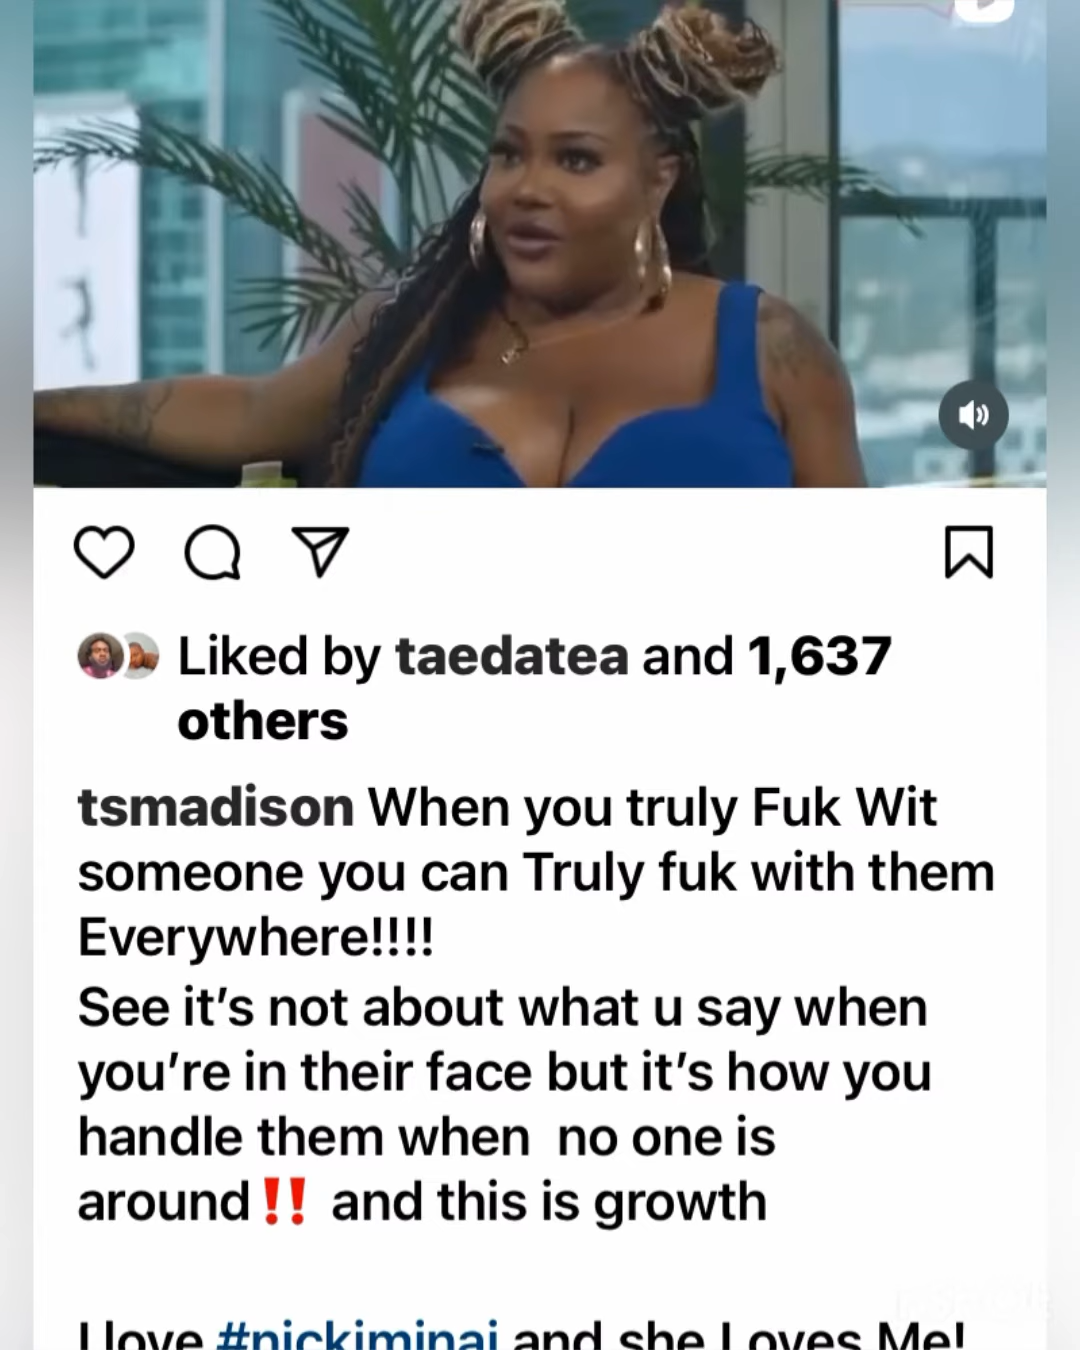 Liked by taedatea and 1,637
others
tsmadison When you truly Fuk Wit
someone you can Truly fuk with them
Everywhere!!!!
See it's not about what u say when
you're in their face but it's how you
handle them when  no one is
around‼️ and this is growth
I love #nickiminaj and she Loves Me!